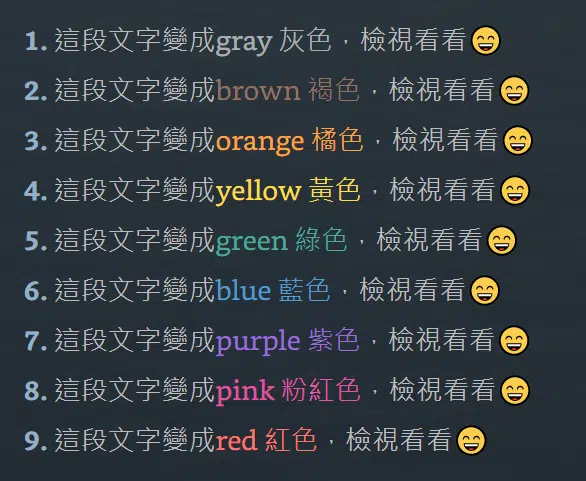 1. 這段文字變成gray 灰色，檢視看看😄
2. 這段文字變成brown 褐色，檢視看看😄
3. 這段文字變成orange 橘色，檢視看看😄
4. 這段文字變成yellow 黃色，檢視看看😄
5. 這段文字變成green 綠色，檢視看看😄
6. 這段文字變成blue 藍色，檢視看看😄
7. 這段文字變成purple 紫色，檢視看看😄
8. 這段文字變成pink 粉紅色，檢視看看😄
9. 這段文字變成red 紅色，檢視看看😄